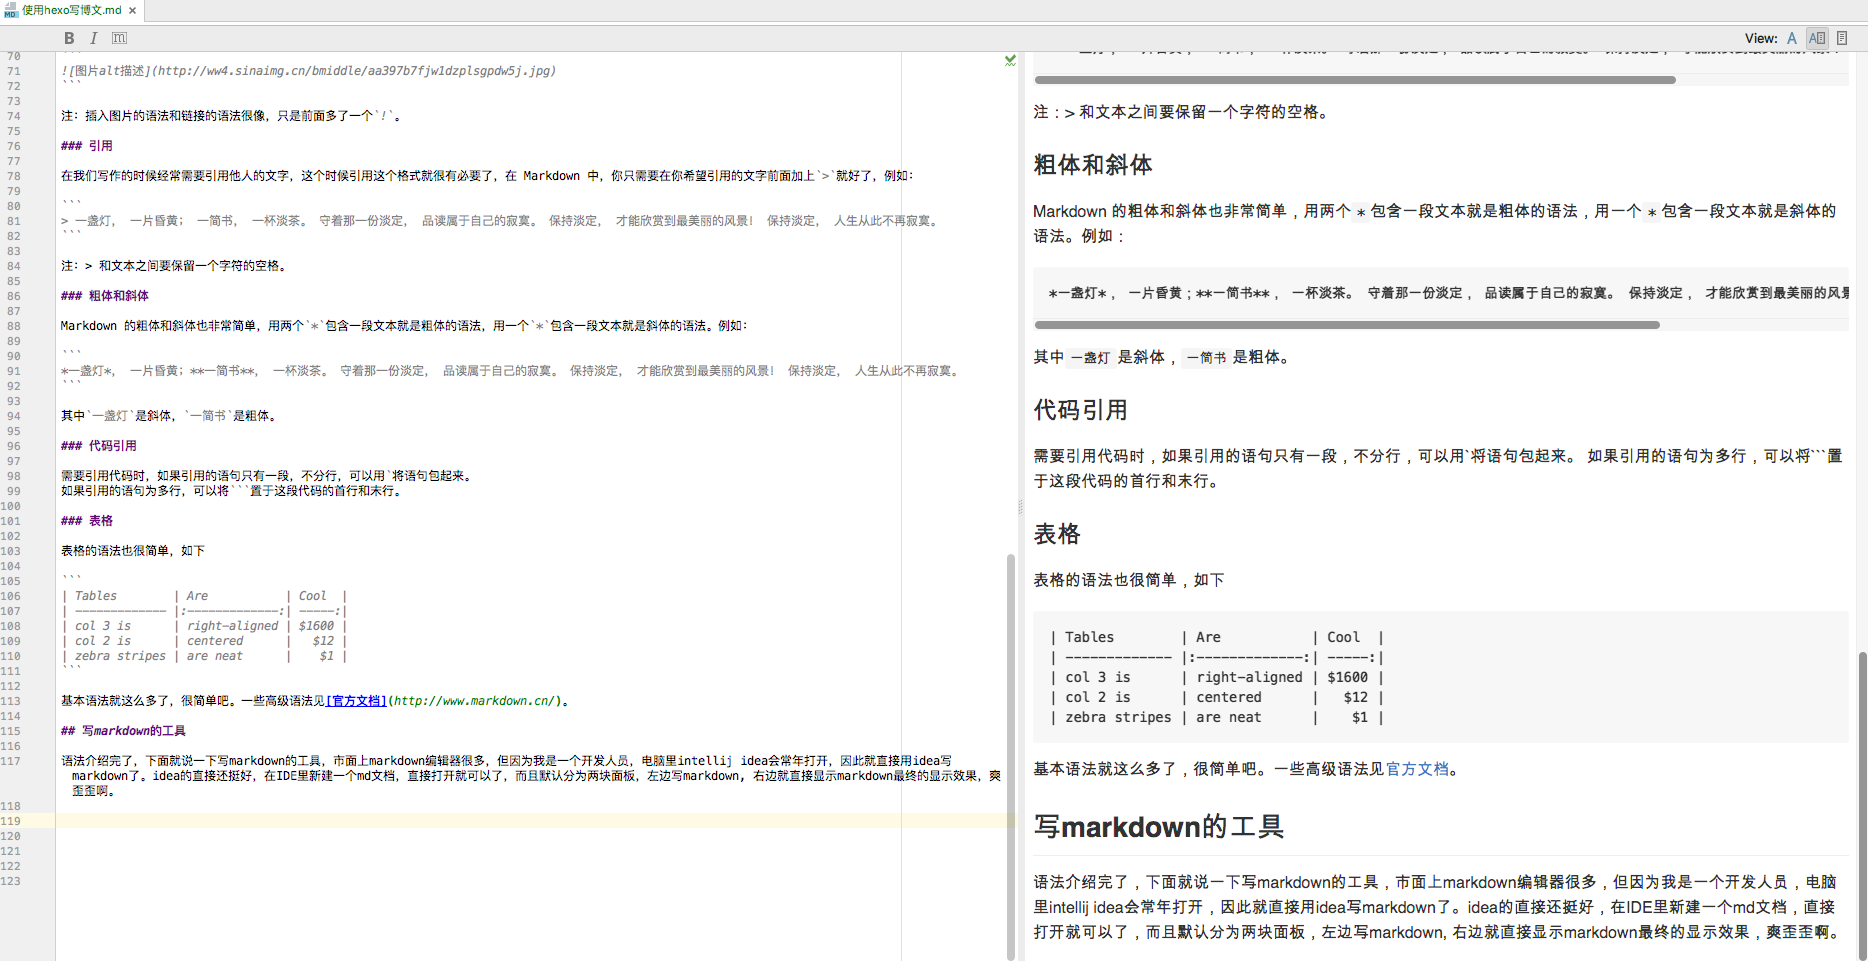 使用hexo写博文.md
B I m
View: A
70 ```
71 ![图片alt描述](http://ww4.sinaimg.cn/bmiddle/aa397b7fjw1dzplsgpdw5j.jpg)
72 ```
73
74 注：插入图片的语法和链接的语法很像，只是前面多了一个`!`。
75
76 ### 引用
77
78 在我们写作的时候经常需要引用他人的文字，这个时候引用这个格式就很有必要了，在 Markdown 中，你只需要在你希望引用的文字前面加上`>`就好了，例如：
79
80 ```
81 > 一盏灯， 一片昏黄； 一简书， 一杯淡茶。 守着那一份淡定， 品读属于自己的寂寞。 保持淡定， 才能欣赏到最美丽的风景！ 保持淡定， 人生从此不再寂寞。
82 ```
83
84 注：> 和文本之间要保留一个字符的空格。
85
86 ### 粗体和斜体
87
88 Markdown 的粗体和斜体也非常简单，用两个`*`包含一段文本就是粗体的语法，用一个`*`包含一段文本就是斜体的语法。例如：
89
90 ```
91 *一盏灯*， 一片昏黄；**一简书**， 一杯淡茶。 守着那一份淡定， 品读属于自己的寂寞。 保持淡定， 才能欣赏到最美丽的风景！ 保持淡定， 人生从此不再寂寞。
92 ```
93
94 其中`一盏灯`是斜体，`一简书`是粗体。
95
96 ### 代码引用
97
98 需要引用代码时，如果引用的语句只有一段，不分行，可以用`将语句包起来。
99 如果引用的语句为多行，可以将```置于这段代码的首行和末行。
100
101 ### 表格
102
103 表格的语法也很简单，如下
104
105 ```
106 | Tables        | Are           | Cool  |
107 | ------------- |:-------------:| -----:|
108 | col 3 is      | right-aligned | $1600 |
109 | col 2 is      | centered      |   $12 |
110 | zebra stripes | are neat      |    $1 |
111 ```
112
113 基本语法就这么多了，很简单吧。一些高级语法见[官方文档](http://www.markdown.cn/)。
114
115 ## 写markdown的工具
116
117 语法介绍完了，下面就说一下写markdown的工具，市面上markdown编辑器很多，但因为我是一个开发人员，电脑里intellij idea会常年打开，因此就直接用idea写
markdown了。idea的直接还挺好，在IDE里新建一个md文档，直接打开就可以了，而且默认分为两块面板，左边写markdown, 右边就直接显示markdown最终的显示效果，爽
歪歪啊。
118
119
120
121
122
123
注：> 和文本之间要保留一个字符的空格。
粗体和斜体
Markdown 的粗体和斜体也非常简单，用两个 * 包含一段文本就是粗体的语法，用一个 * 包含一段文本就是斜体的
语法。例如：
*一盏灯*， 一片昏黄；**一简书**， 一杯淡茶。 守着那一份淡定， 品读属于自己的寂寞。 保持淡定， 才能欣赏到最美丽的风景
其中 一盏灯 是斜体， 一简书 是粗体。
代码引用
需要引用代码时，如果引用的语句只有一段，不分行，可以用`将语句包起来。 如果引用的语句为多行，可以将```置
于这段代码的首行和末行。
表格
表格的语法也很简单，如下
| Tables        | Are           | Cool  |
| ------------- |:-------------:| -----:|
| col 3 is      | right-aligned | $1600 |
| col 2 is      | centered      |   $12 |
| zebra stripes | are neat      |    $1 |
基本语法就这么多了，很简单吧。一些高级语法见官方文档。
写markdown的工具
语法介绍完了，下面就说一下写markdown的工具，市面上markdown编辑器很多，但因为我是一个开发人员，电脑
里intellij idea会常年打开，因此就直接用idea写markdown了。idea的直接还挺好，在IDE里新建一个md文档，直接
打开就可以了，而且默认分为两块面板，左边写markdown, 右边就直接显示markdown最终的显示效果，爽歪歪啊。